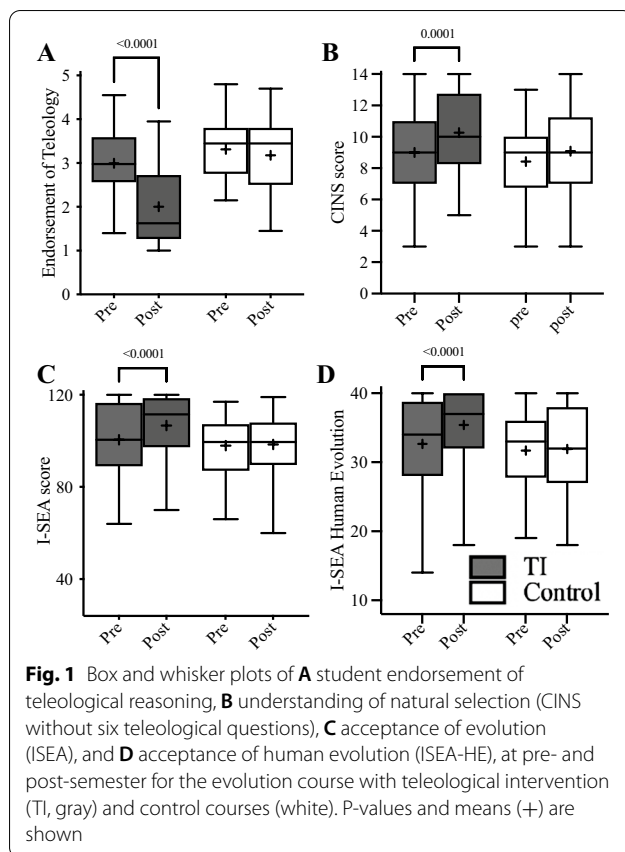 <0.0001
A
Endorsement of Teleology
5
4
3
2
1
0
Pre
Post
Pre
Post
0.0001
B
CINS score
14
12
10
8
6
4
2
0
Pre
Post
pre
post
<0.0001
C
I-SEA score
120
80
40
Pre
Post
Pre
Post
<0.0001
D
I-SEA Human Evolution
40
30
20
10
TI
Control
Pre
Post
Pre
Post
Fig. 1 Box and whisker plots of A student endorsement of
teleological reasoning, B understanding of natural selection (CINS
without six teleological questions), C acceptance of evolution
(ISEA), and D acceptance of human evolution (ISEA-HE), at pre- and
post-semester for the evolution course with teleological intervention
(TI, gray) and control courses (white). P-values and means (+) are
shown